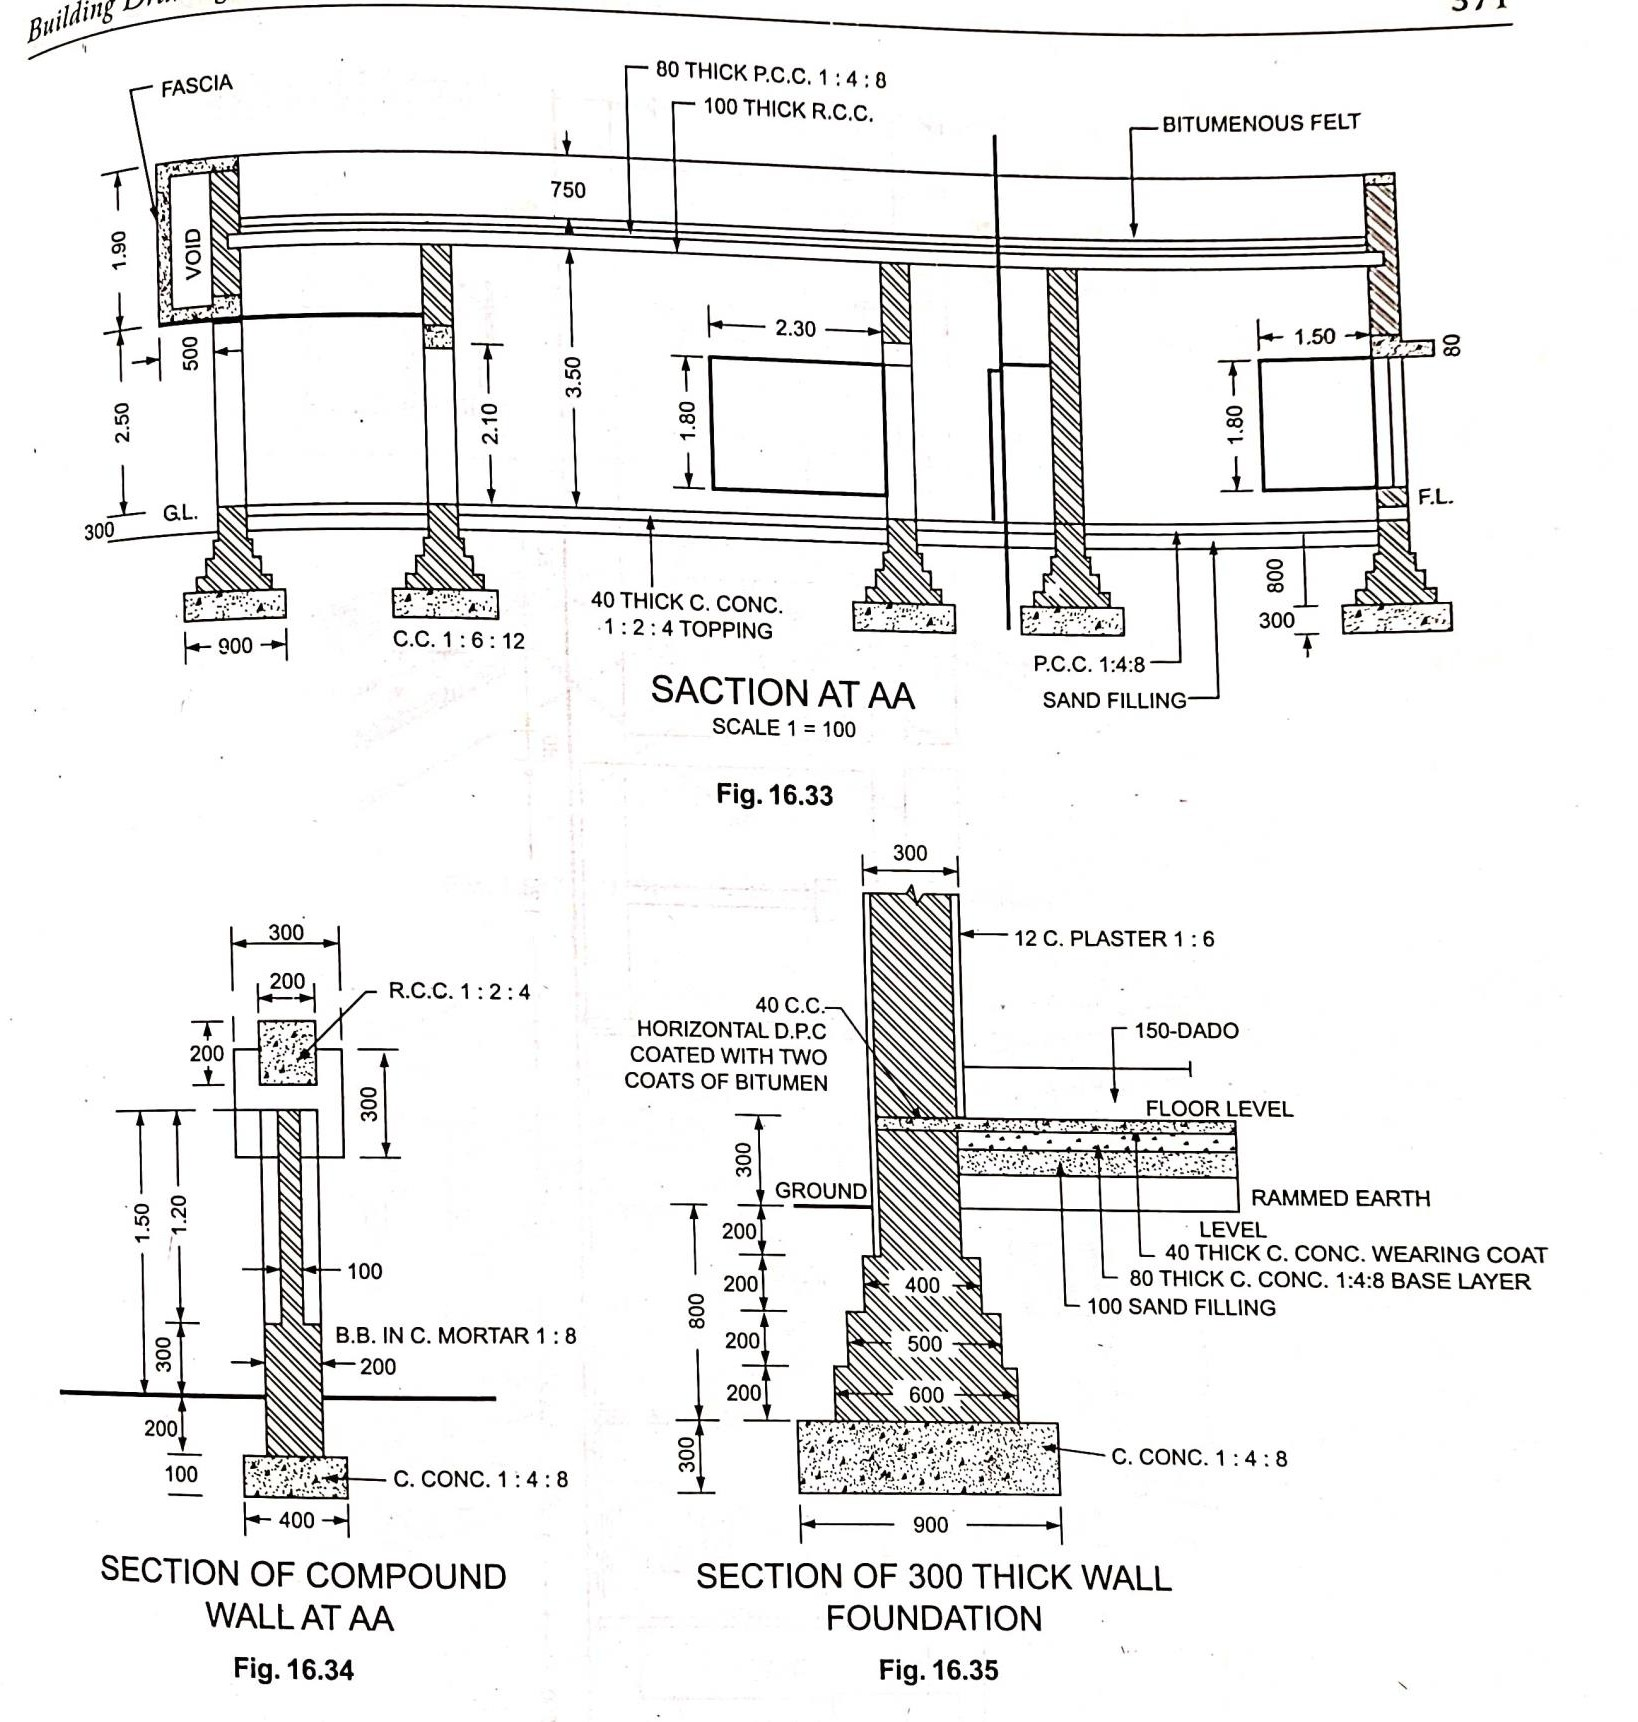 Building
371
FASCIA
80 THICK P.C.C. 1 : 4 : 8
100 THICK R.C.C.
BITUMENOUS FELT
750
1.90
VOID
500
2.50
2.10
3.50
2.30
1.80
1.50
80
1.80
G.L.
300
F.L.
900
C.C. 1 : 6 : 12
40 THICK C. CONC.
1 : 2 : 4 TOPPING
800
300
P.C.C. 1:4:8
SAND FILLING
SACTION AT AA
SCALE 1 = 100
Fig. 16.33
300
200
R.C.C. 1 : 2 : 4
200
300
1.50
1.20
100
B.B. IN C. MORTAR 1 : 8
300
200
200
100
C. CONC. 1 : 4 : 8
400
SECTION OF COMPOUND
WALL AT AA
Fig. 16.34
300
12 C. PLASTER 1 : 6
40 C.C.
HORIZONTAL D.P.C
COATED WITH TWO
COATS OF BITUMEN
150-DADO
FLOOR LEVEL
300
GROUND
RAMMED EARTH
LEVEL
40 THICK C. CONC. WEARING COAT
80 THICK C. CONC. 1:4:8 BASE LAYER
100 SAND FILLING
200
200
400
800
200
500
200
600
300
C. CONC. 1 : 4 : 8
900
SECTION OF 300 THICK WALL
FOUNDATION
Fig. 16.35